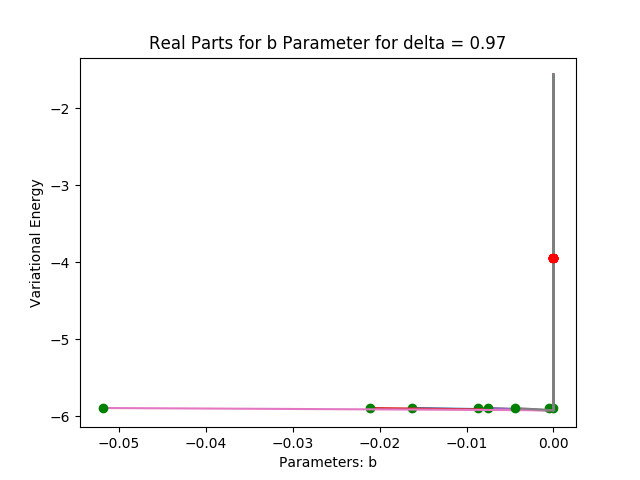 Real Parts for b Parameter for delta = 0.97
Variational Energy
−2
−3
−4
−5
−6
−0.05 −0.04 −0.03 −0.02 −0.01 0.00
Parameters: b